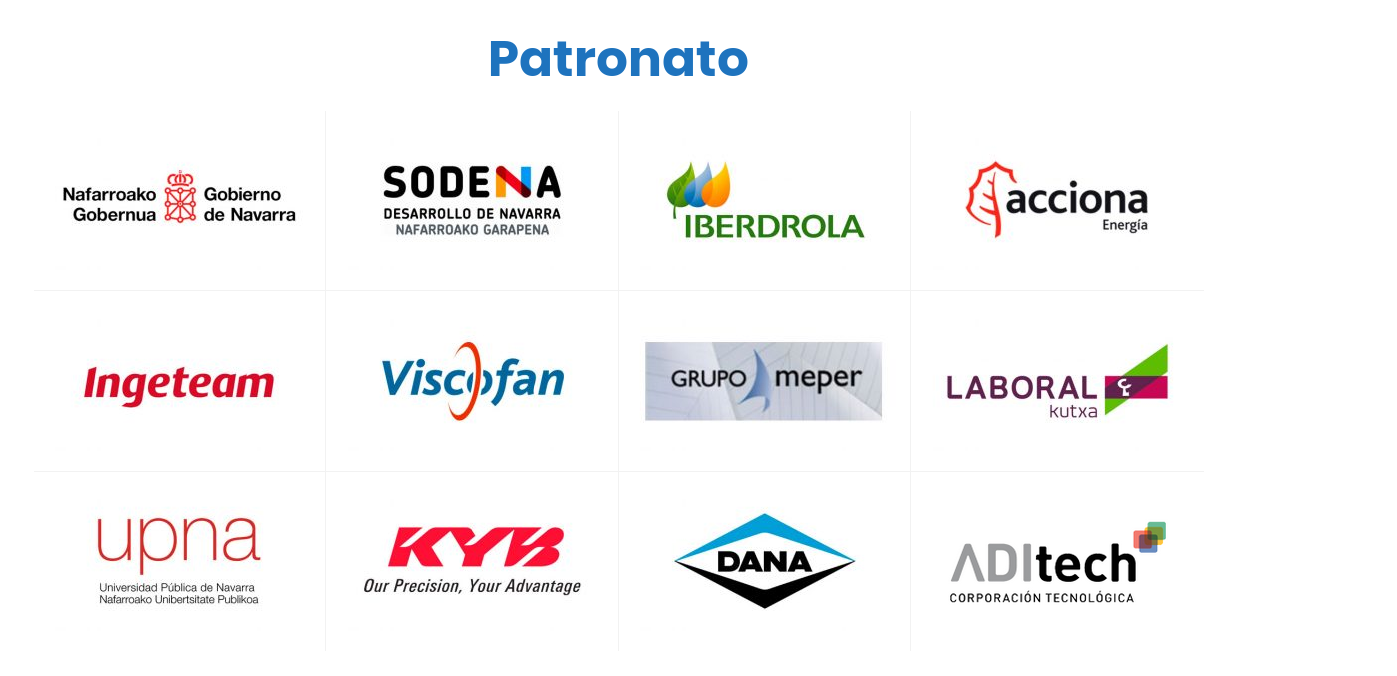 Patronato
Nafarroako Gobierno
Gobernua de Navarra
SODENA
DESARROLLO DE NAVARRA
NAFARROAKO GARAPENA
IBERDROLA
acciona
Energía
Ingeteam
Viscofan
GRUPO meper
LABORAL
kutxa
upna
Universidad Pública de Navarra
Nafarroako Unibertsitate Publikoa
KYB
Our Precision, Your Advantage
DANA
ADItech
CORPORACIÓN TECNOLÓGICA